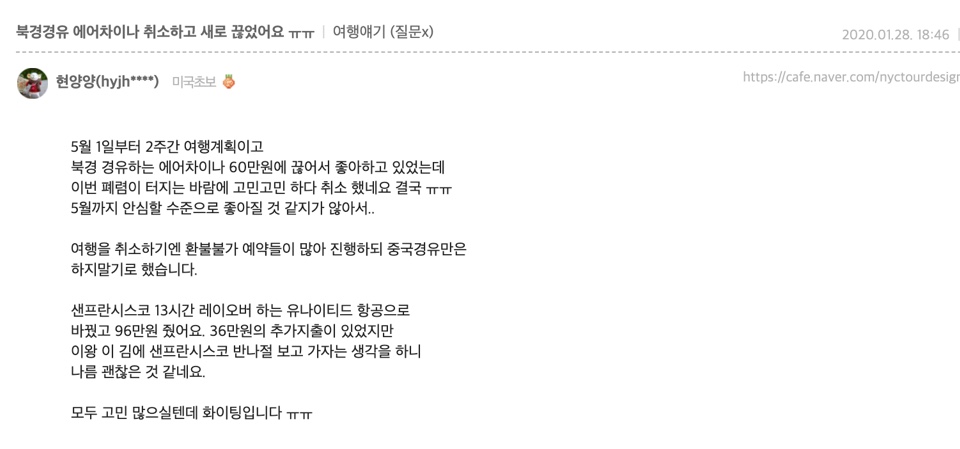 북경경유 에어차이나 취소하고 새로 끊었어요 ㅠㅠ | 여행얘기 (질문x)
2020.01.28. 18:46
현양양(hyjh****) 미국초보
https://cafe.naver.com/nyctourdesign
5월 1일부터 2주간 여행계획이고
북경 경유하는 에어차이나 60만원에 끊어서 좋아하고 있었는데
이번 폐렴이 터지는 바람에 고민고민 하다 취소 했네요 결국 ㅠㅠ
5월까지 안심할 수준으로 좋아질 것 같지가 않아서..
여행을 취소하기엔 환불불가 예약들이 많아 진행하되 중국경유만은
하지말기로 했습니다.
샌프란시스코 13시간 레이오버 하는 유나이티드 항공으로
바꿨고 96만원 줬어요. 36만원의 추가지출이 있었지만
이왕 이 김에 샌프란시스코 반나절 보고 가자는 생각을 하니
나름 괜찮은 것 같네요.
모두 고민 많으실텐데 화이팅입니다 ㅠㅠ